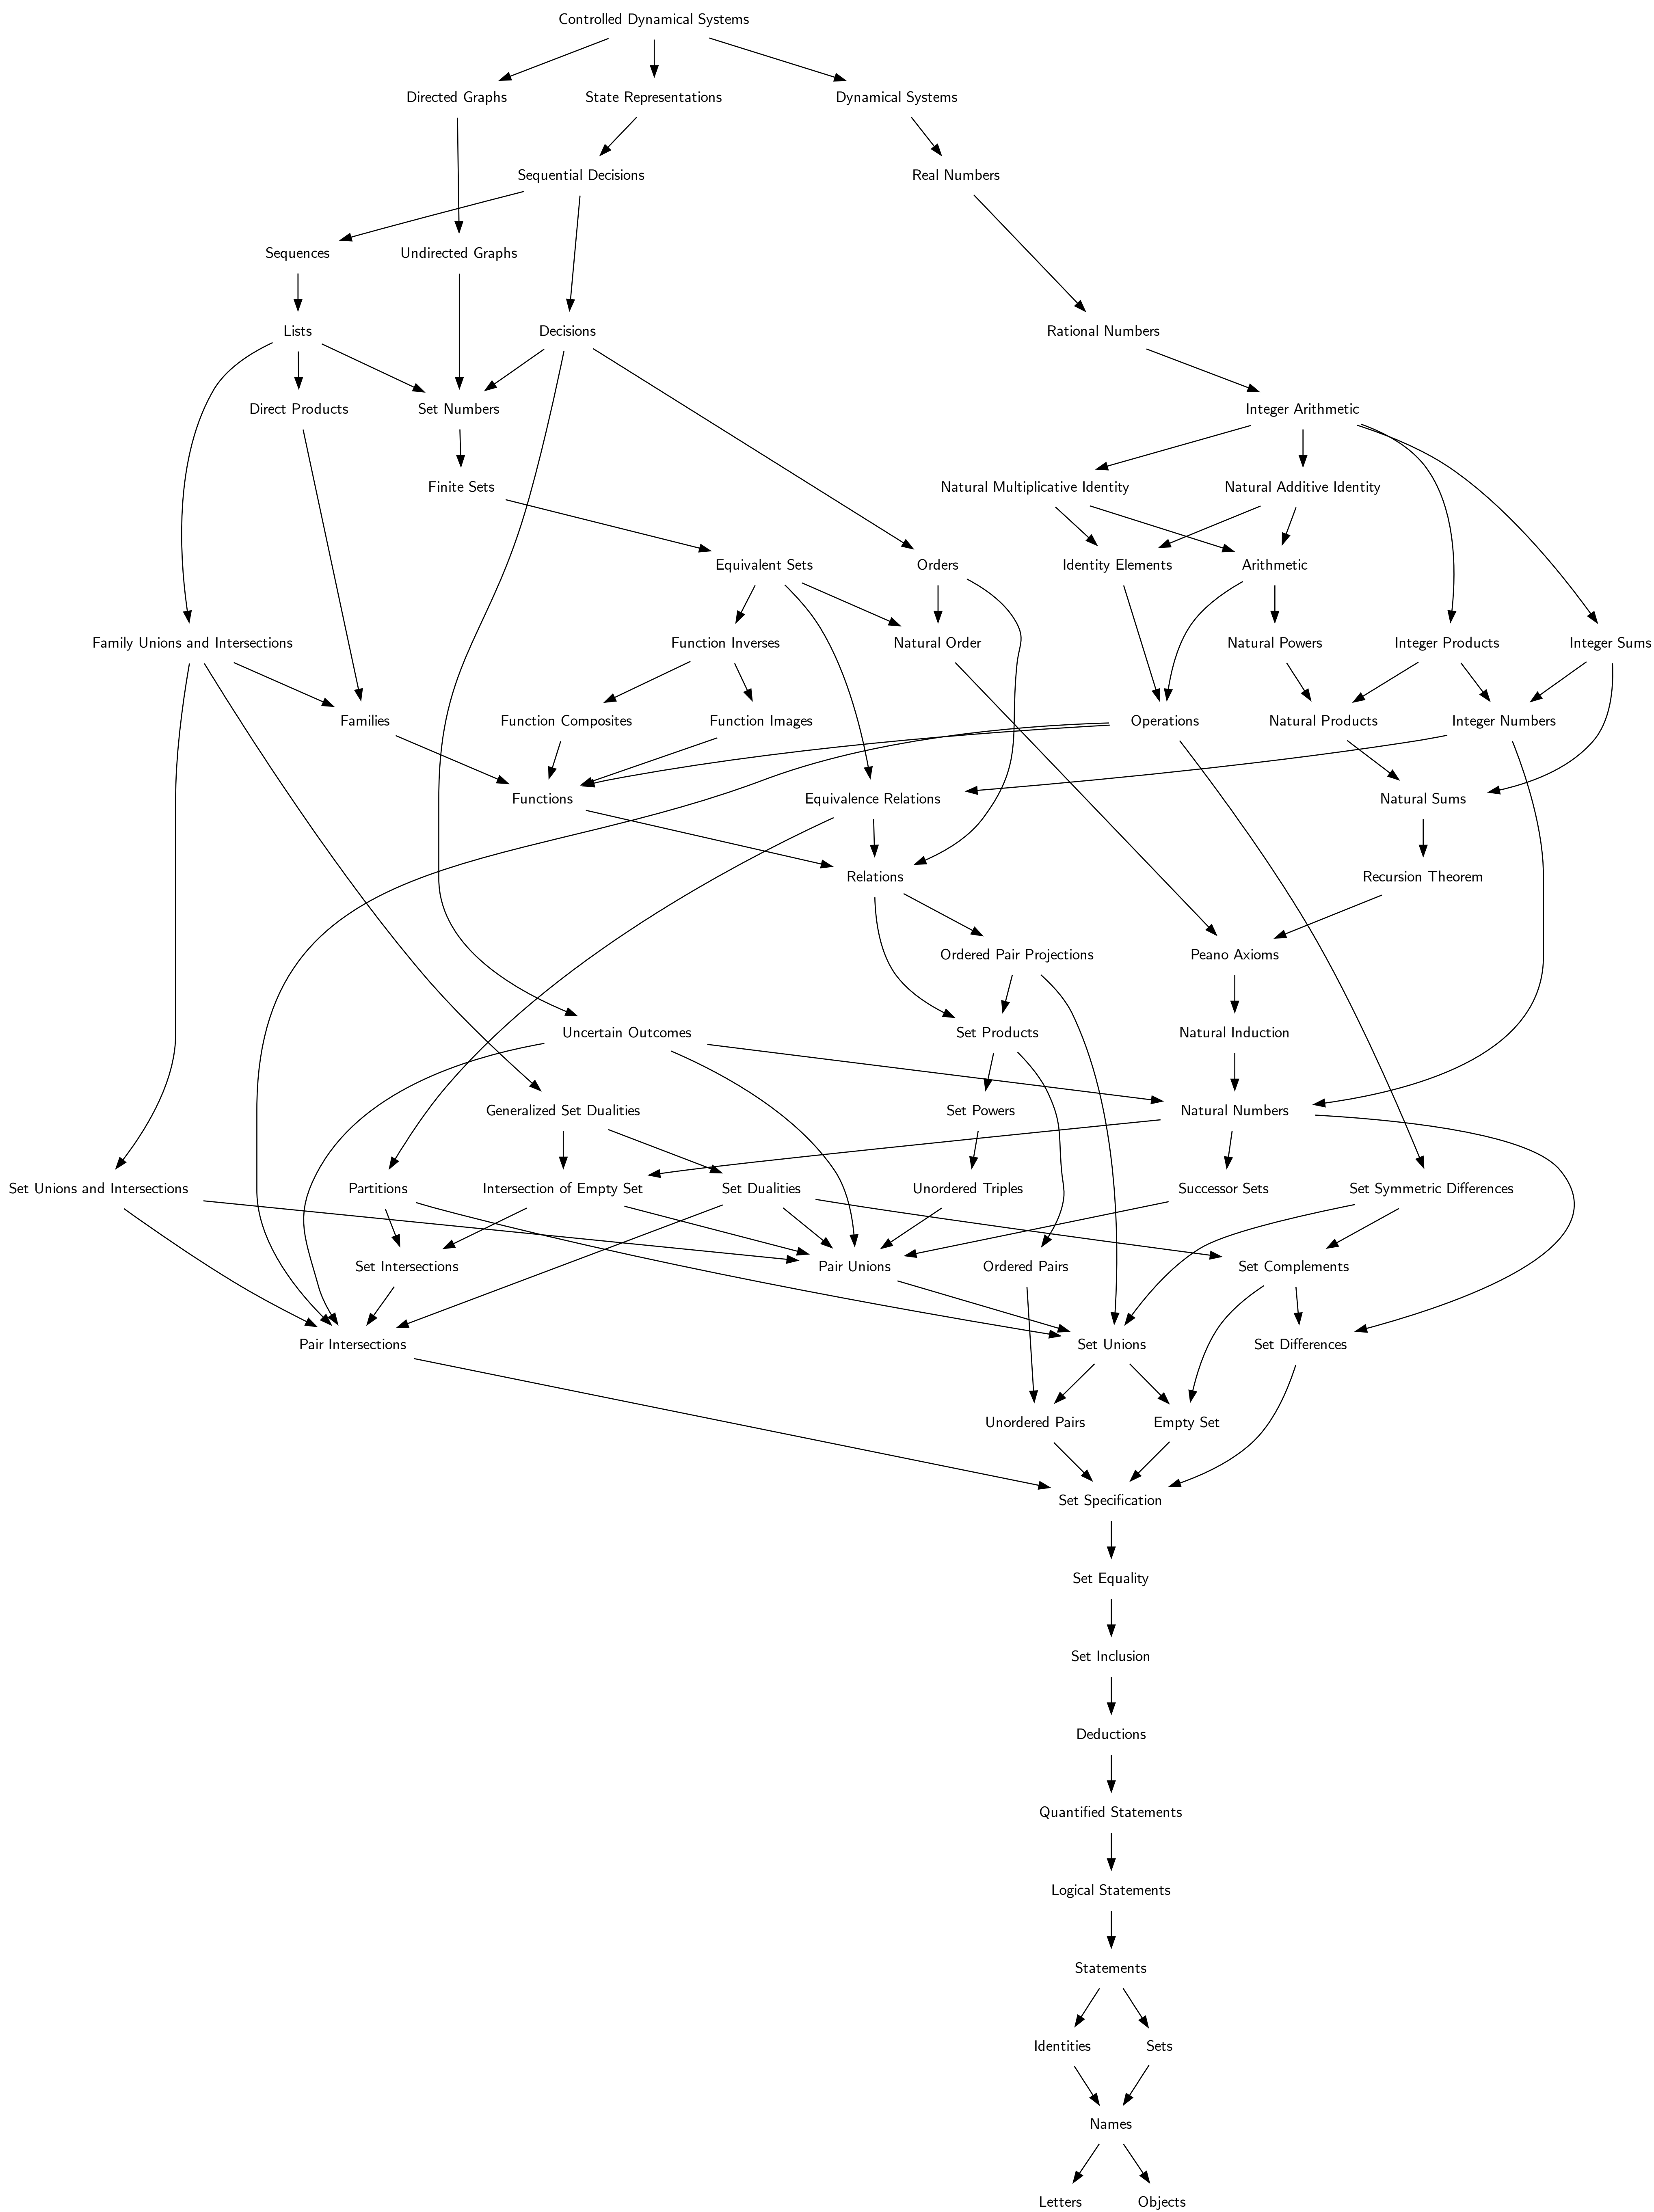 Controlled Dynamical Systems
Directed Graphs
State Representations
Dynamical Systems
Sequential Decisions
Real Numbers
Sequences
Undirected Graphs
Lists
Decisions
Rational Numbers
Direct Products
Set Numbers
Integer Arithmetic
Finite Sets
Natural Multiplicative Identity
Natural Additive Identity
Equivalent Sets
Orders
Identity Elements
Arithmetic
Family Unions and Intersections
Function Inverses
Natural Order
Natural Powers
Integer Products
Integer Sums
Families
Function Composites
Function Images
Operations
Natural Products
Integer Numbers
Functions
Equivalence Relations
Natural Sums
Relations
Recursion Theorem
Ordered Pair Projections
Peano Axioms
Uncertain Outcomes
Set Products
Natural Induction
Generalized Set Dualities
Set Powers
Natural Numbers
Set Unions and Intersections
Partitions
Intersection of Empty Set
Set Dualities
Unordered Triples
Successor Sets
Set Symmetric Differences
Set Intersections
Pair Unions
Ordered Pairs
Set Complements
Pair Intersections
Set Unions
Set Differences
Unordered Pairs
Empty Set
Set Specification
Set Equality
Set Inclusion
Deductions
Quantified Statements
Logical Statements
Statements
Identities
Sets
Names
Letters
Objects